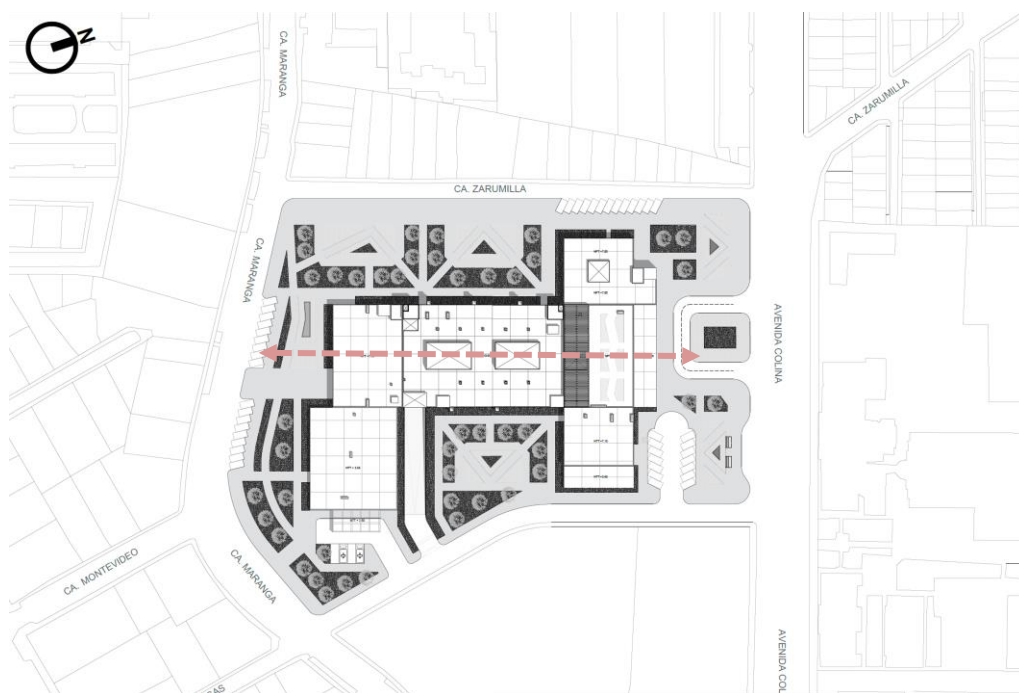 N
CA. MARANGA
CA. ZARUMILLA
CA. ZARUMILLA
CA. MARANGA
AVENIDA COLINA
CA. MONTEVIDEO
CA. MARANGA
AVENIDA COL